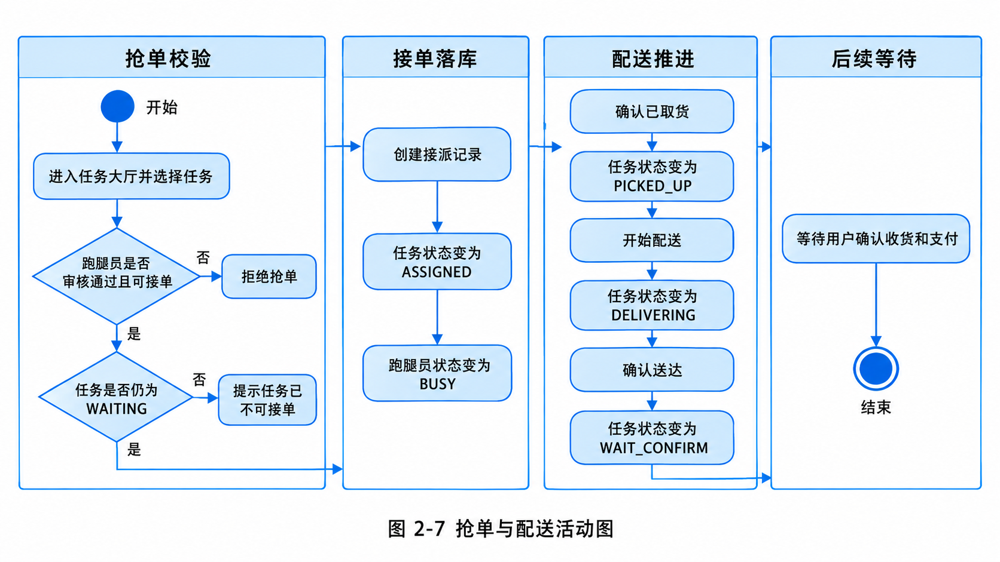 抢单校验
开始
进入任务大厅并选择任务
跑腿员是否
审核通过且可接单
否
拒绝抢单
是
任务是否仍为
WAITING
否
提示任务已
不可接单
是
接单落库
创建接派记录
任务状态变为
ASSIGNED
跑腿员状态变为
BUSY
配送推进
确认已取货
任务状态变为
PICKED_UP
开始配送
任务状态变为
DELIVERING
确认送达
任务状态变为
WAIT_CONFIRM
后续等待
等待用户确认收货和支付
结束
图 2-7 抢单与配送活动图